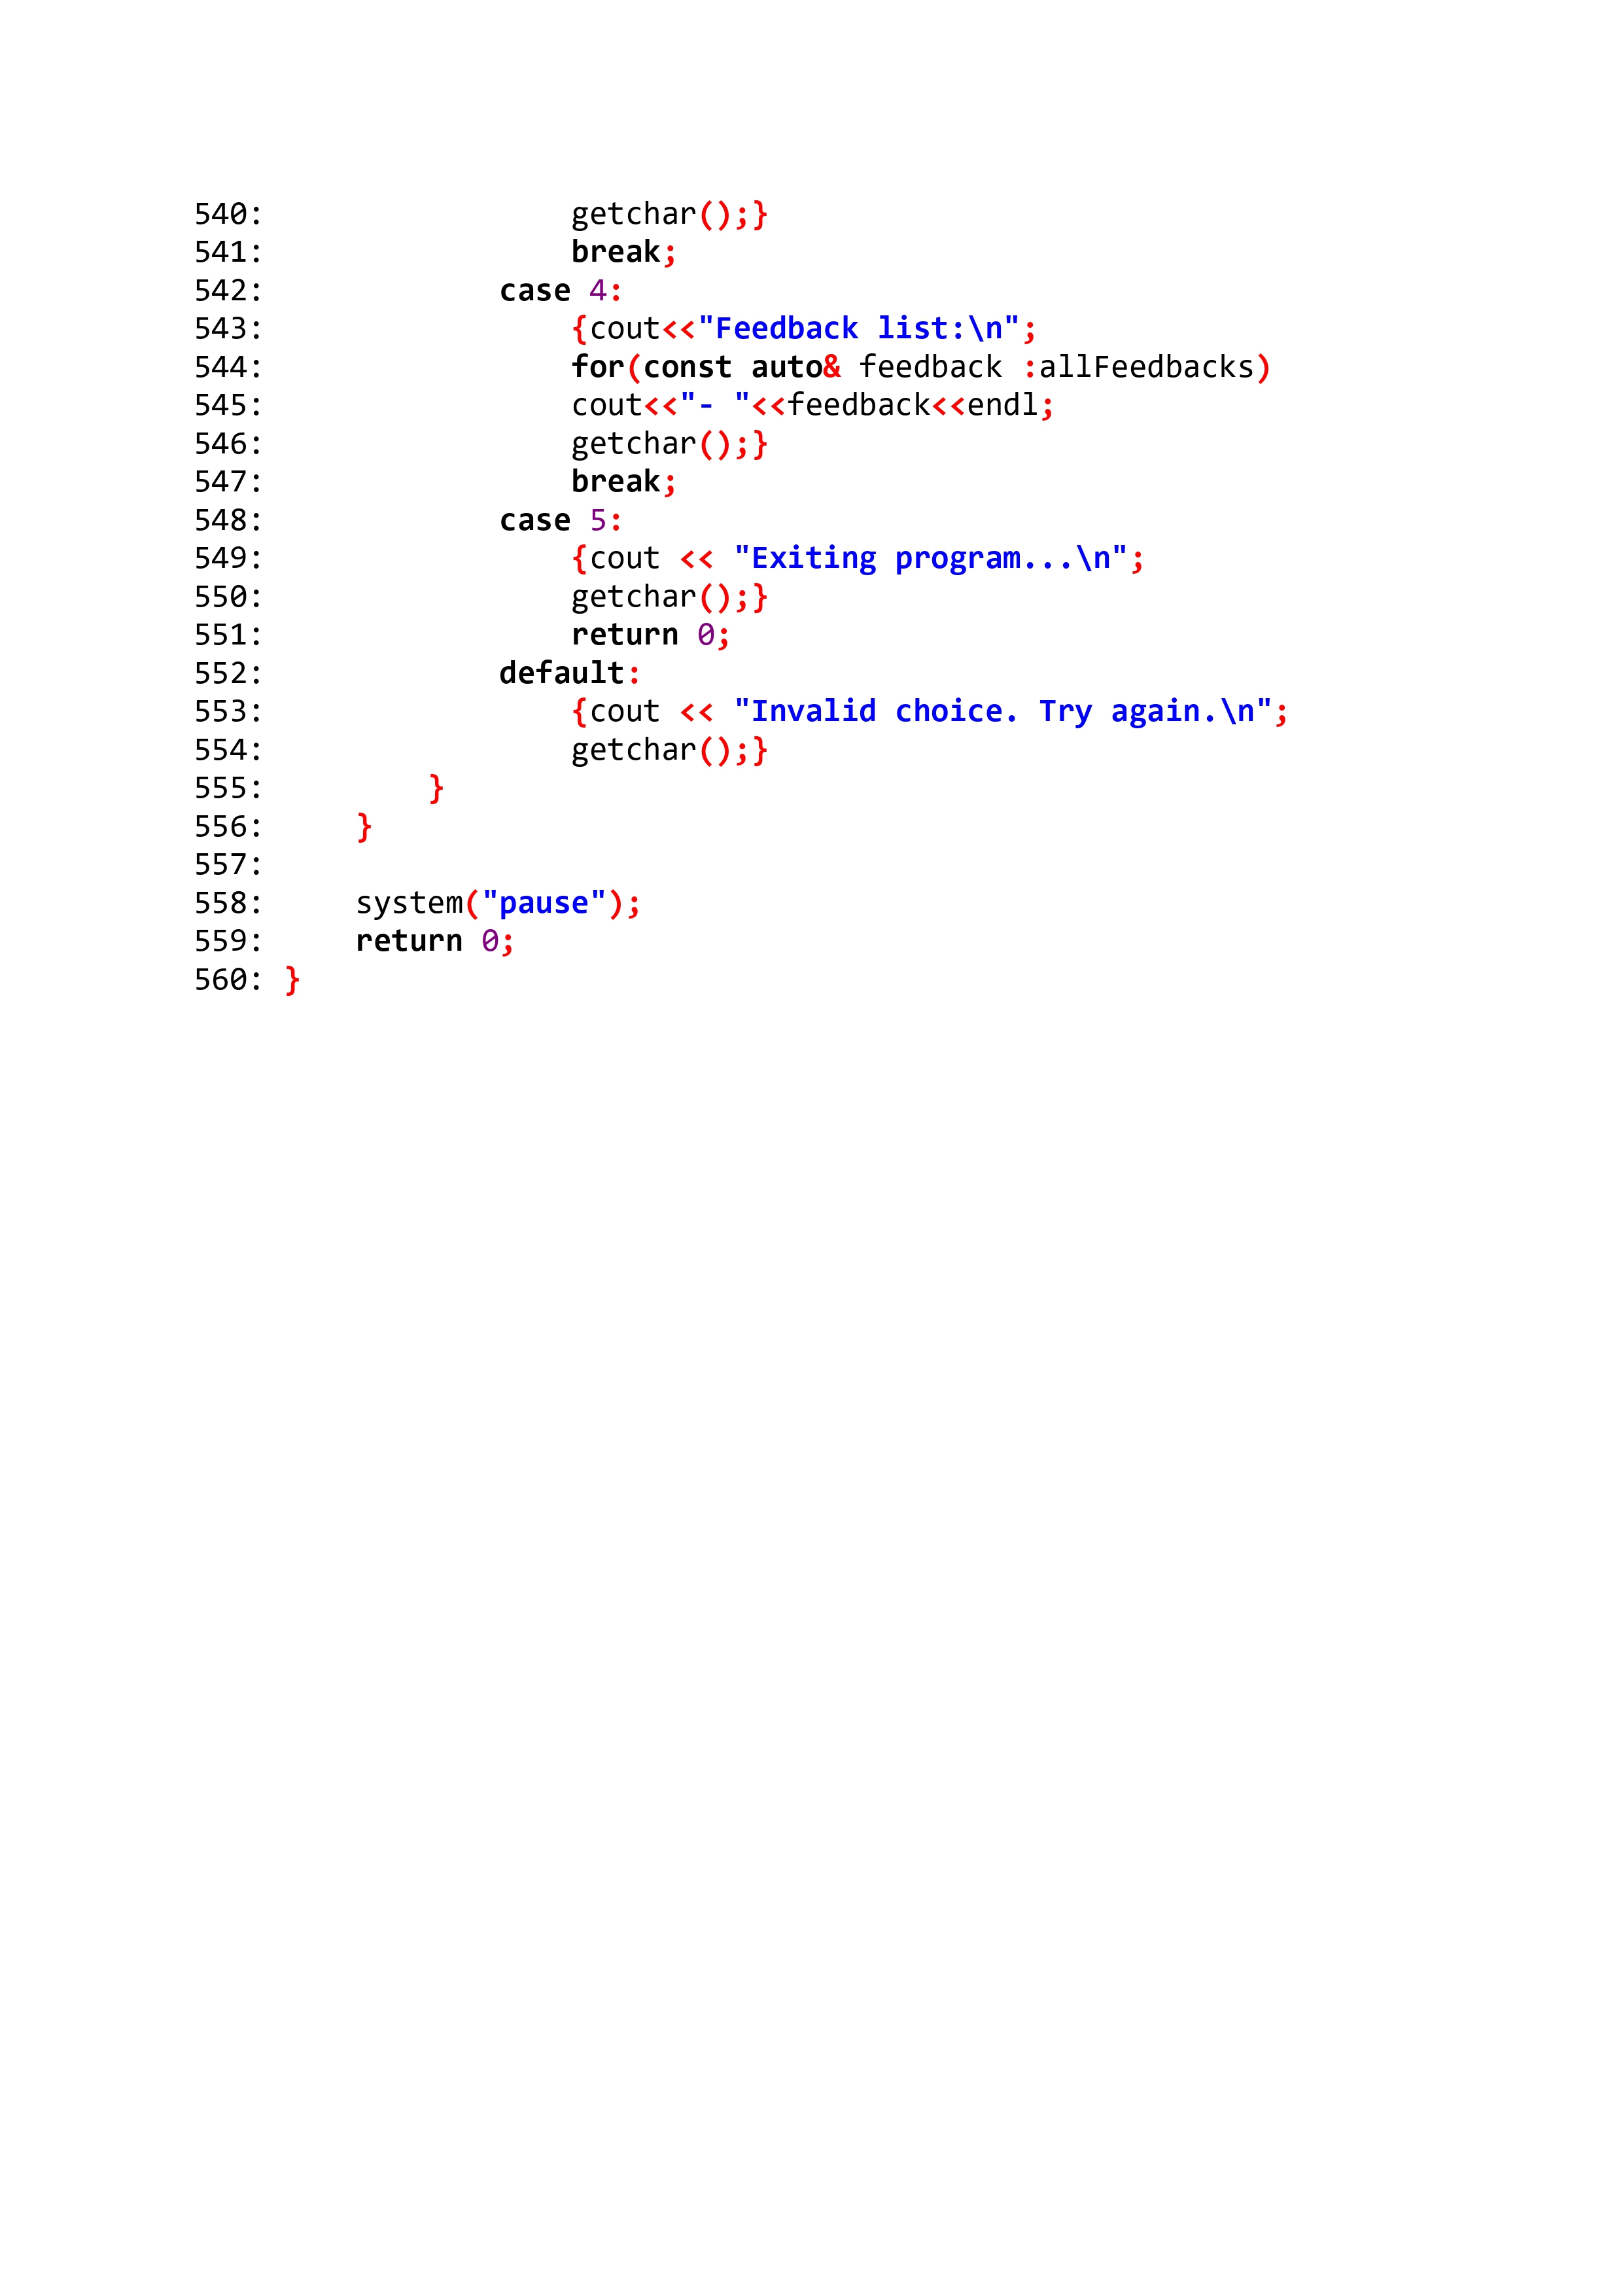 540:                 getchar();}
541:                 break;
542:             case 4:
543:                 {cout<<"Feedback list:\n";
544:                 for(const auto& feedback :allFeedbacks)
545:                 cout<<"- "<<feedback<<endl;
546:                 getchar();}
547:                 break;
548:             case 5:
549:                 {cout << "Exiting program...\n";
550:                 getchar();}
551:                 return 0;
552:             default:
553:                 {cout << "Invalid choice. Try again.\n";
554:                 getchar();}
555:         }
556:     }
557:
558:     system("pause");
559:     return 0;
560: }